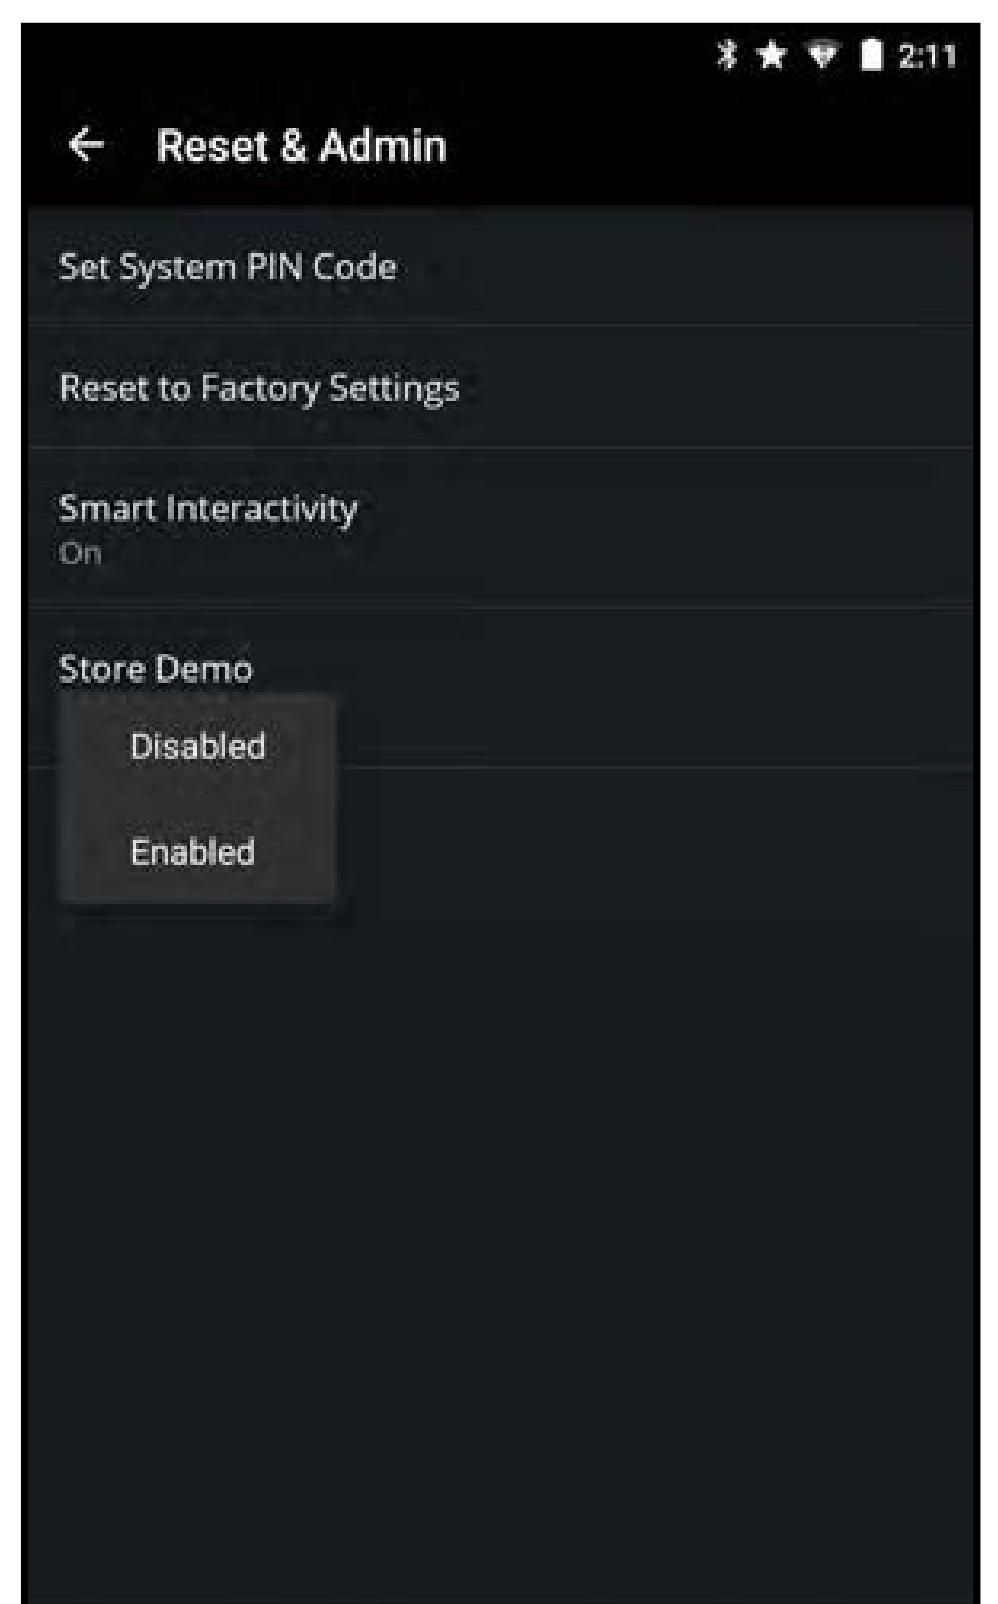 2:11
Reset & Admin
Set System PIN Code
Reset to Factory Settings
Smart Interactivity
On
Store Demo
Disabled
Enabled